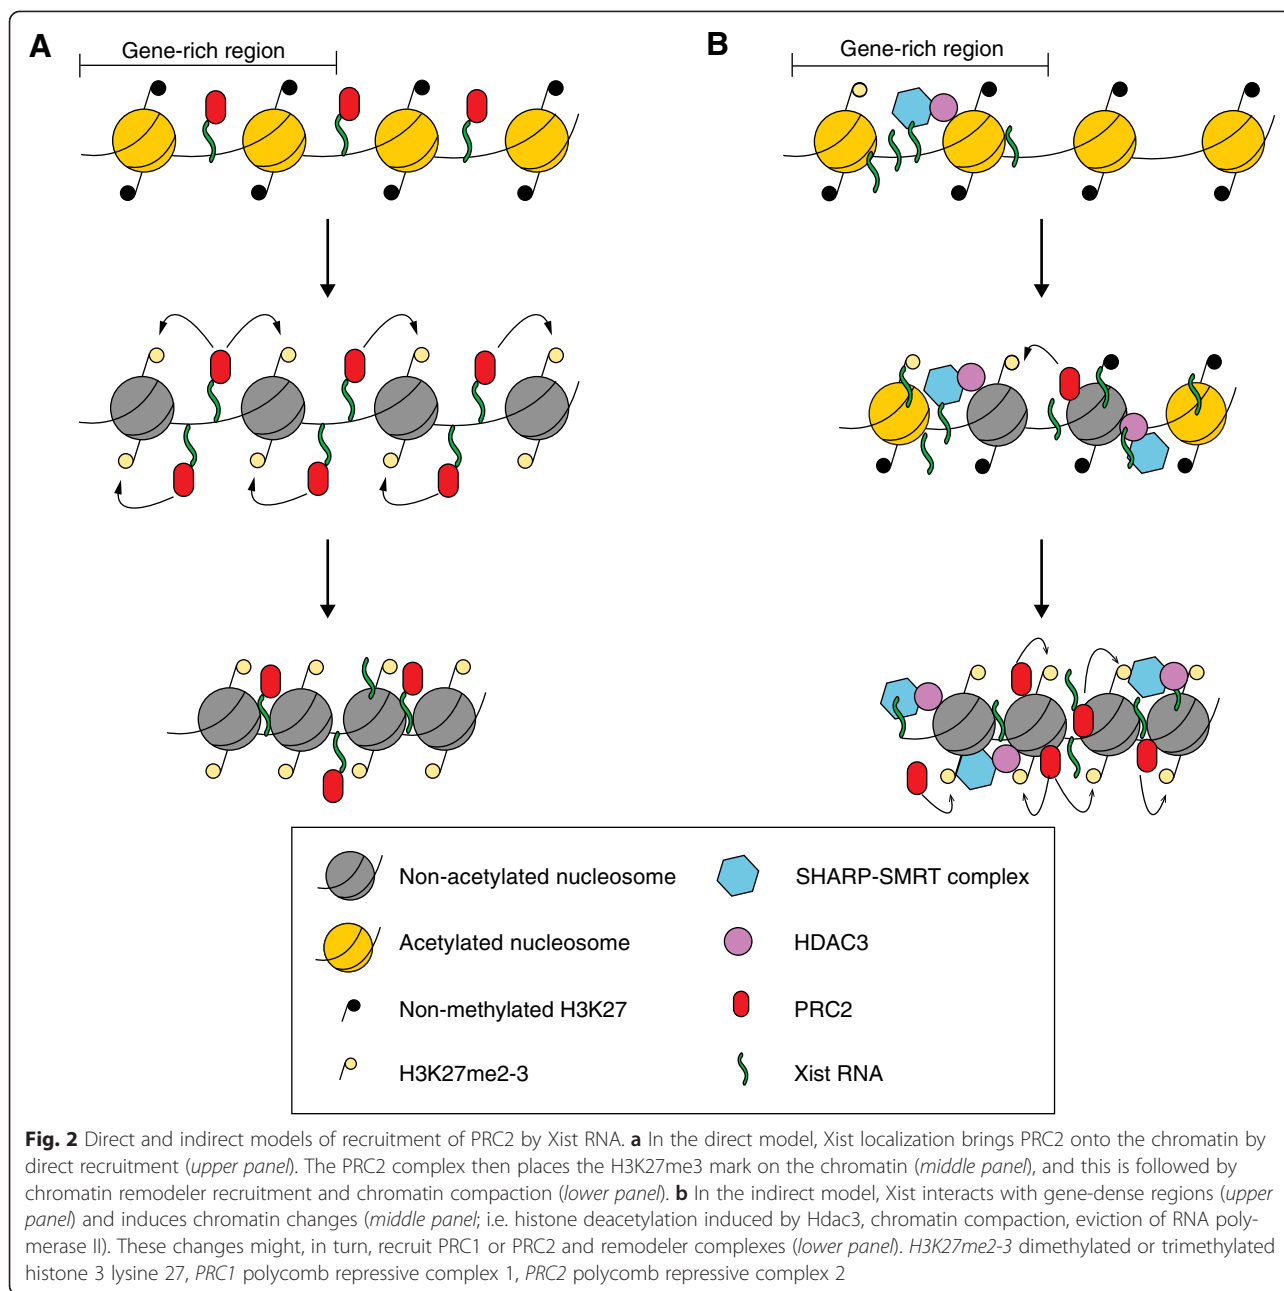 A
Gene-rich region
B
Gene-rich region
Non-acetylated nucleosome
SHARP-SMRT complex
Acetylated nucleosome
HDAC3
Non-methylated H3K27
PRC2
H3K27me2-3
Xist RNA
Fig. 2 Direct and indirect models of recruitment of PRC2 by Xist RNA. a In the direct model, Xist localization brings PRC2 onto the chromatin by
direct recruitment (upper panel). The PRC2 complex then places the H3K27me3 mark on the chromatin (middle panel), and this is followed by
chromatin remodeler recruitment and chromatin compaction (lower panel). b In the indirect model, Xist interacts with gene-dense regions (upper
panel) and induces chromatin changes (middle panel; i.e. histone deacetylation induced by Hdac3, chromatin compaction, eviction of RNA poly-
merase II). These changes might, in turn, recruit PRC1 or PRC2 and remodeler complexes (lower panel). H3K27me2-3 dimethylated or trimethylated
histone 3 lysine 27, PRC1 polycomb repressive complex 1, PRC2 polycomb repressive complex 2